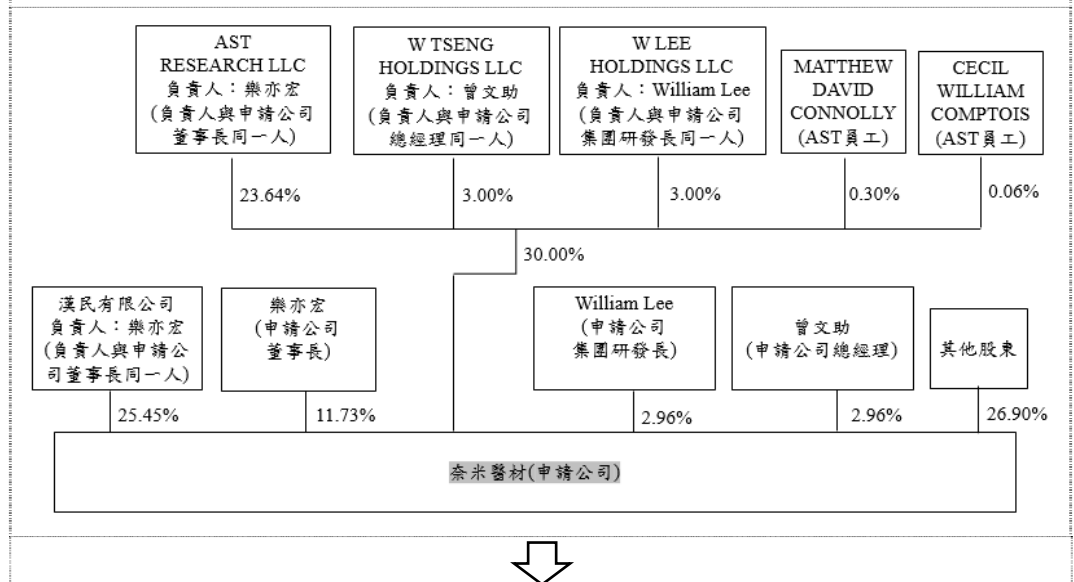 AST
RESEARCH LLC
負責人：樂亦宏
(負責人與申請公司
董事長同一人)
W TSENG
HOLDINGS LLC
負責人：曾文助
(負責人與申請公司
總經理同一人)
W LEE
HOLDINGS LLC
負責人：William Lee
(負責人與申請公司
集團研發長同一人)
MATTHEW
DAVID
CONNOLLY
(AST員工)
CECIL
WILLIAM
COMPTOIS
(AST員工)
23.64%
3.00%
3.00%
0.30%
0.06%
30.00%
漢民有限公司
負責人：樂亦宏
(負責人與申請公
司董事長同一人)
樂亦宏
(申請公司
董事長)
William Lee
(申請公司
集團研發長)
曾文助
(申請公司總經理)
其他股東
25.45%
11.73%
2.96%
2.96%
26.90%
奈米醫材(申請公司)